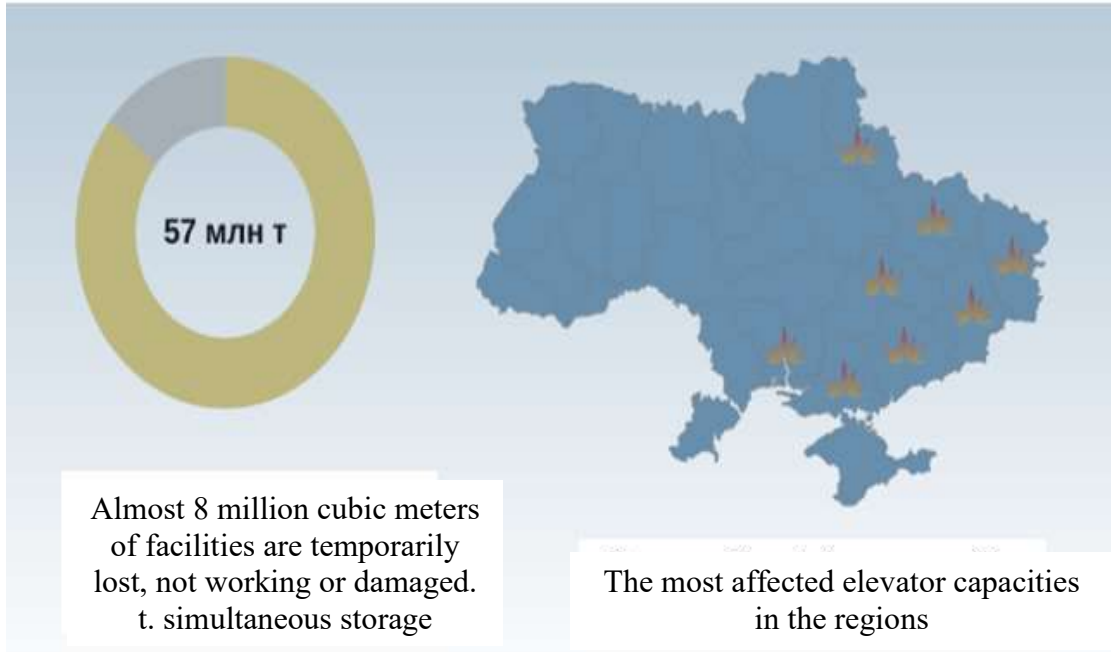 57 млн т
Almost 8 million cubic meters
of facilities are temporarily
lost, not working or damaged.
t. simultaneous storage
The most affected elevator capacities
in the regions